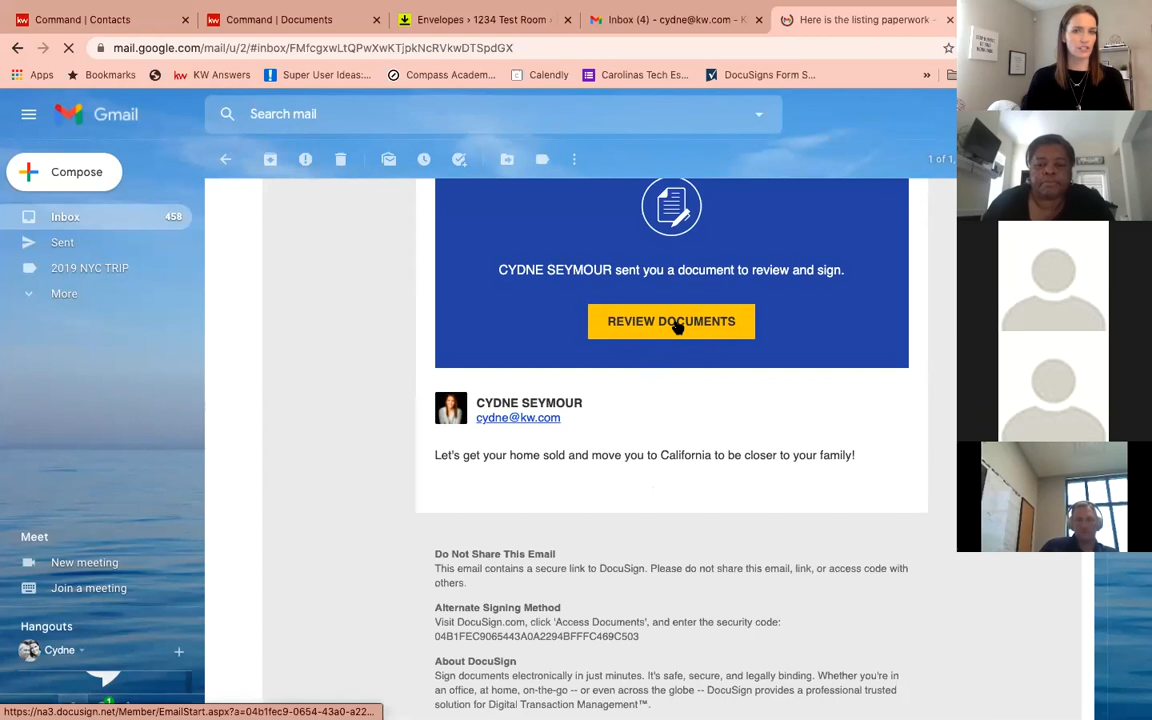 Command | Contacts
Command | Documents
Envelopes › 1234 Test Room
Inbox (4) - cydne@kw.com - K
Here is the listing paperwork -
mail.google.com/mail/u/2/#inbox/FMfcgxwLtQPwXwKTjpkNcRVkwDTSpdGX
Apps
Bookmarks
kw KW Answers
Super User Ideas:...
Compass Academ...
Calendly
Carolinas Tech Es...
DocuSigns Form S...
»
Gmail
Search mail
1 of 1,
Compose
Inbox 458
Sent
2019 NYC TRIP
More
CYDNE SEYMOUR sent you a document to review and sign.
REVIEW DOCUMENTS
CYDNE SEYMOUR
cydne@kw.com
Let's get your home sold and move you to California to be closer to your family!
Do Not Share This Email
This email contains a secure link to DocuSign. Please do not share this email, link, or access code with
others.
Alternate Signing Method
Visit DocuSign.com, click 'Access Documents', and enter the security code:
04B1FEC9065443A0A2294BFFFC469C503
About DocuSign
Sign documents electronically in just minutes. It's safe, secure, and legally binding. Whether you're in
an office, at home, on-the-go -- or even across the globe -- DocuSign provides a professional trusted
solution for Digital Transaction Management™.
Meet
New meeting
Join a meeting
Hangouts
Cydne
https://na3.docusign.net/Member/EmailStart.aspx?a=04b1fec9-0654-43a0-a22...